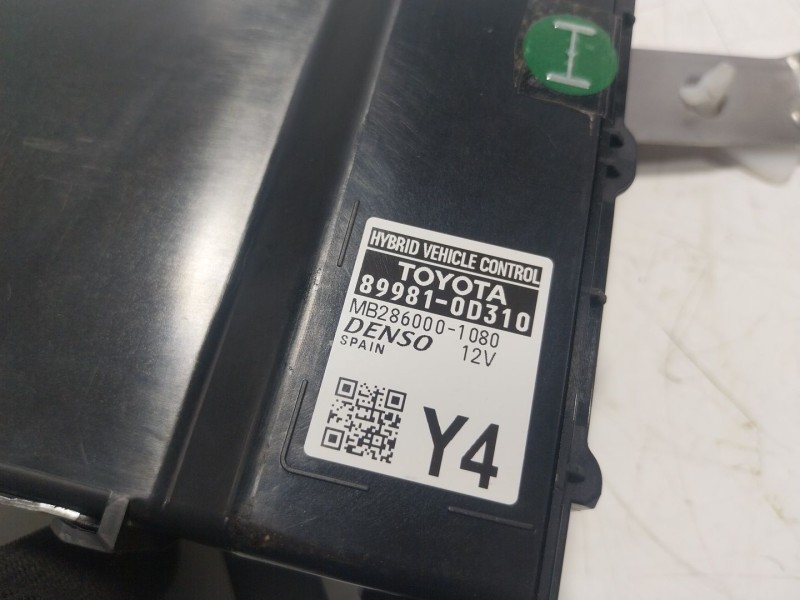 H
HYBRID VEHICLE CONTROL
TOYOTA
89981-0D310
MB286000-1080
DENSO 12V
SPAIN
Y4